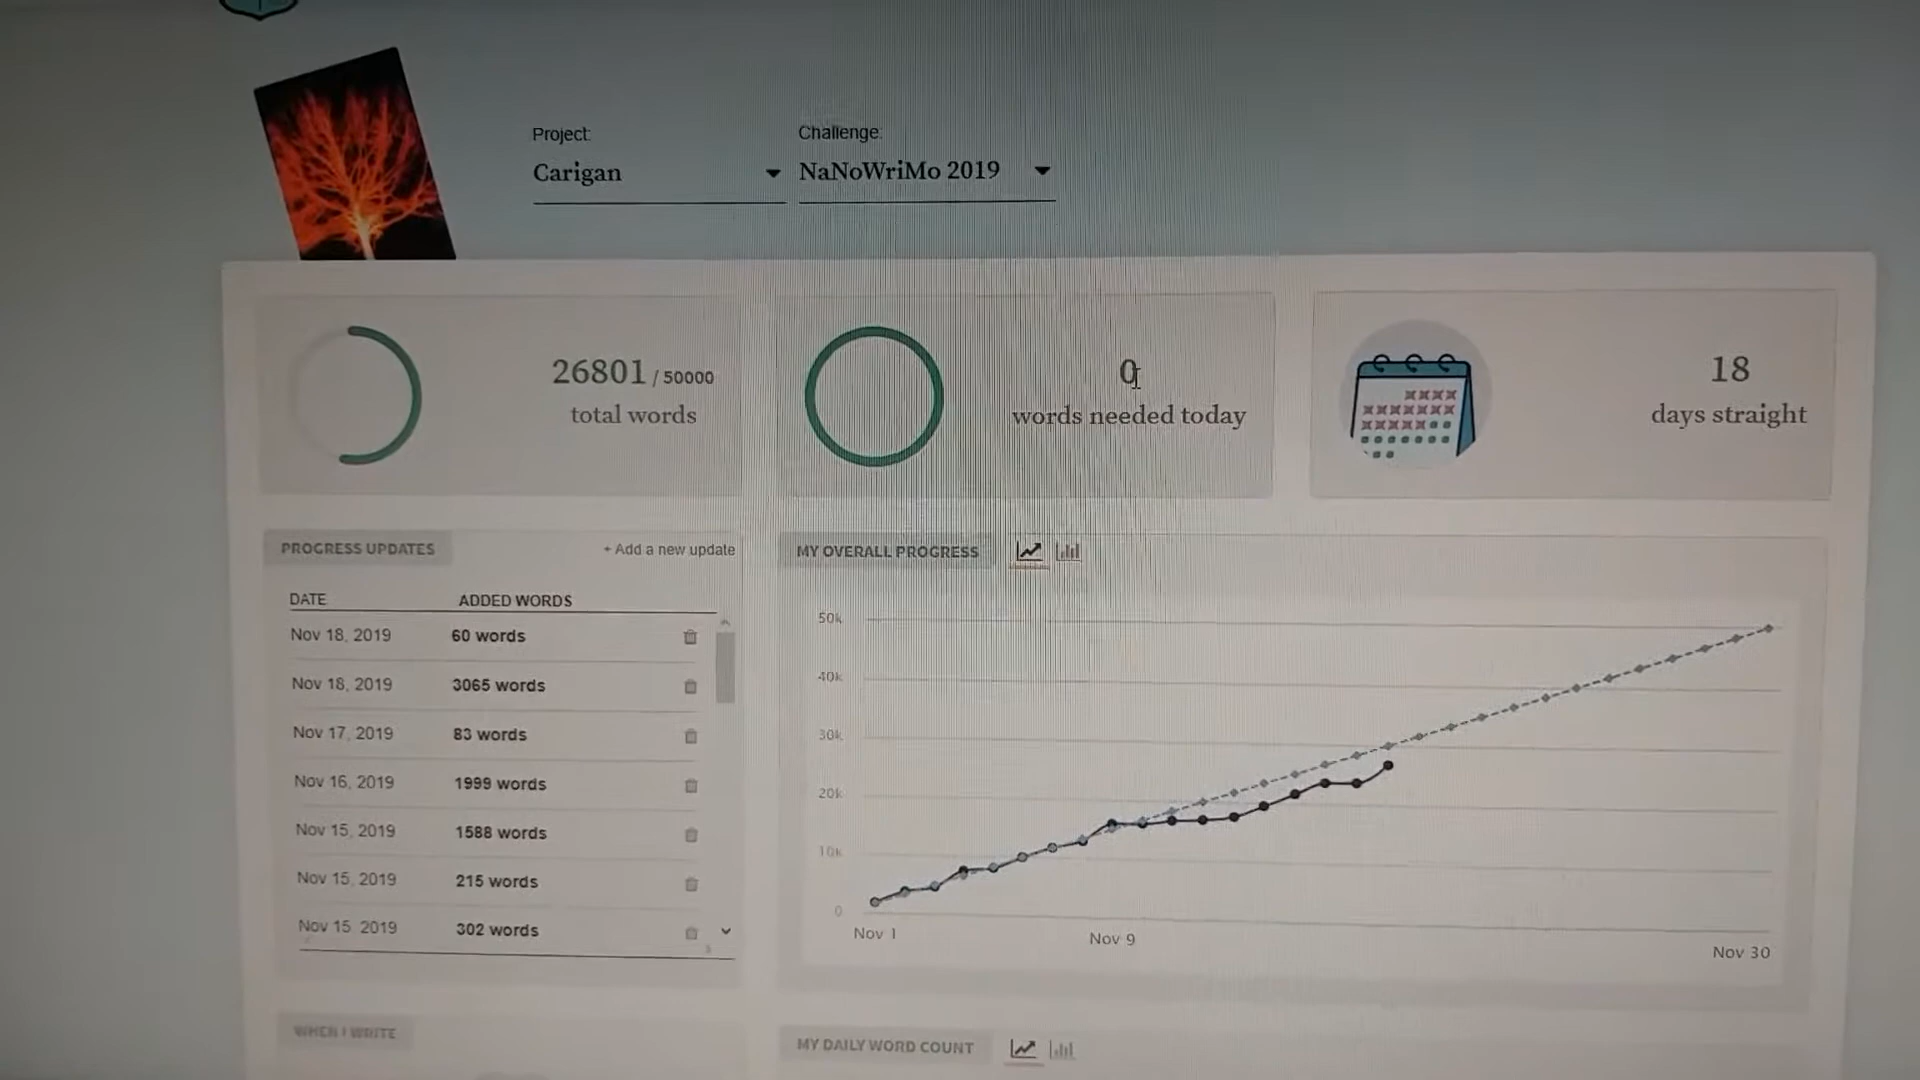 Project:
Challenge:
Carigan
NaNoWriMo 2019
26801 / 50000
total words
0
words needed today
18
days straight
PROGRESS UPDATES
+ Add a new update
DATE ADDED WORDS
Nov 18, 2019 60 words
Nov 18, 2019 3065 words
Nov 17, 2019 83 words
Nov 16, 2019 1999 words
Nov 15, 2019 1588 words
Nov 15, 2019 215 words
Nov 15, 2019 302 words
MY OVERALL PROGRESS
50k
40k
30k
20k
10k
0
Nov 1
Nov 9
Nov 30
WHEN I WRITE
MY DAILY WORD COUNT